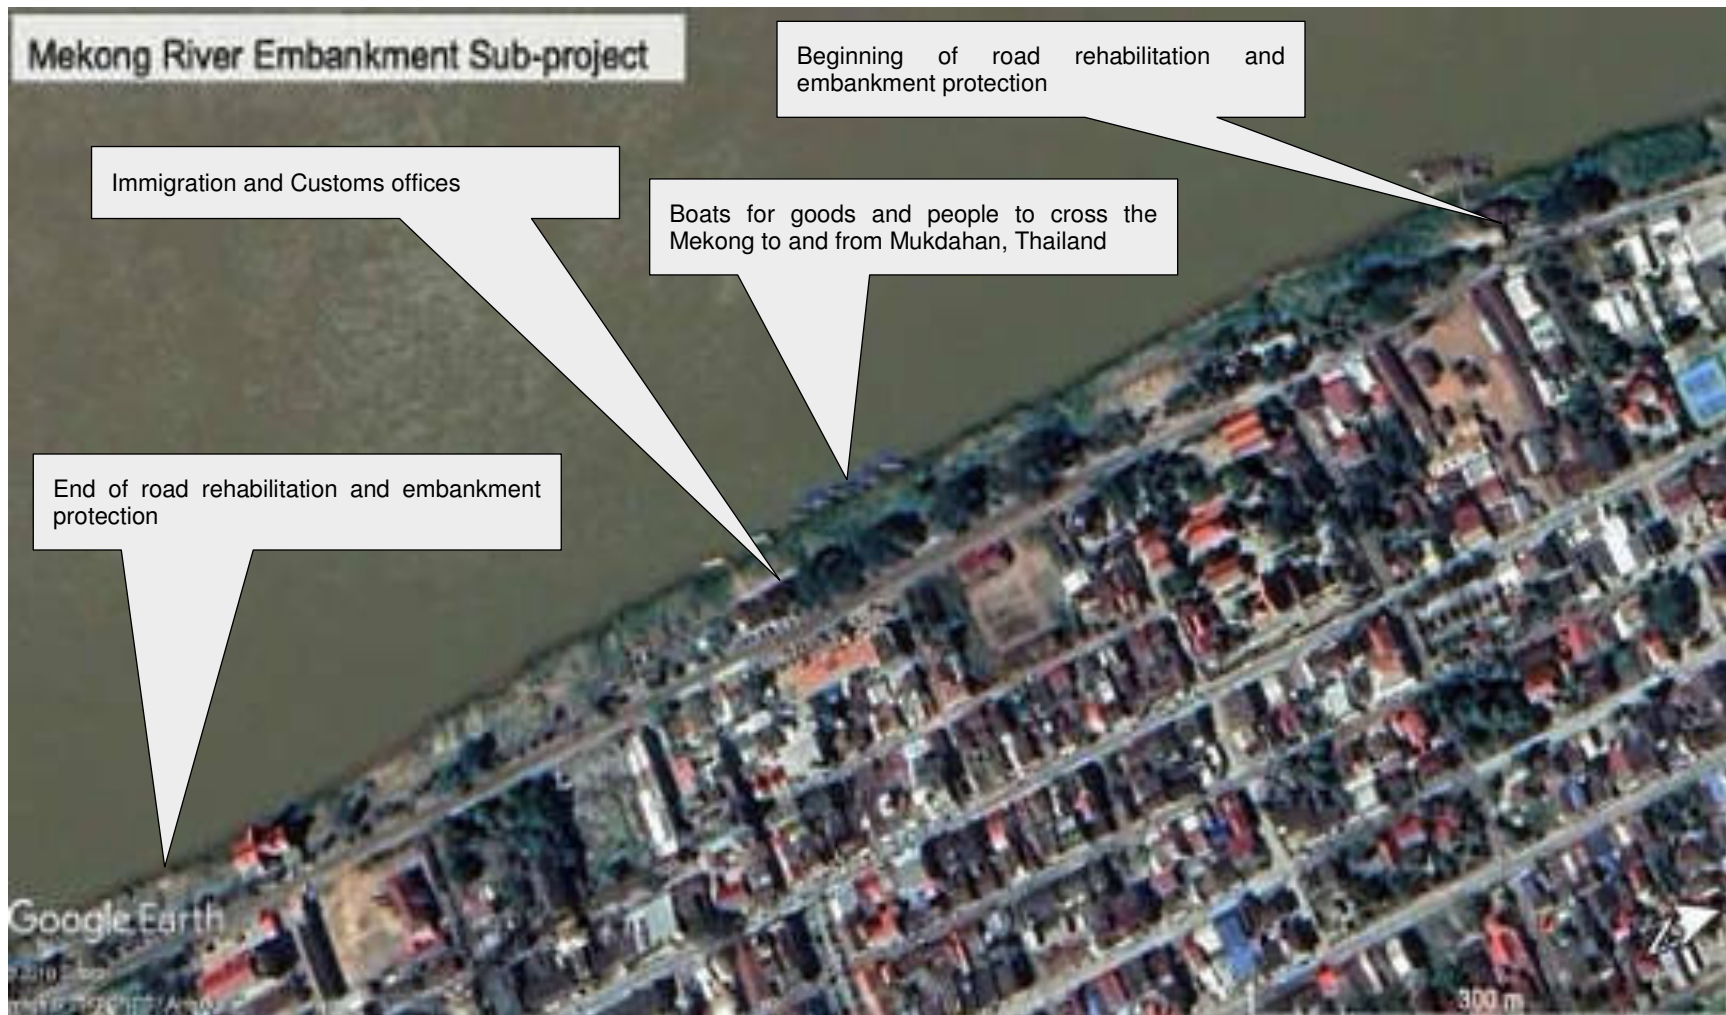 Mekong River Embankment Sub-project
Beginning of road rehabilitation and
embankment protection
Immigration and Customs offices
Boats for goods and people to cross the
Mekong to and from Mukdahan, Thailand
End of road rehabilitation and embankment
protection
Google Earth
300 m